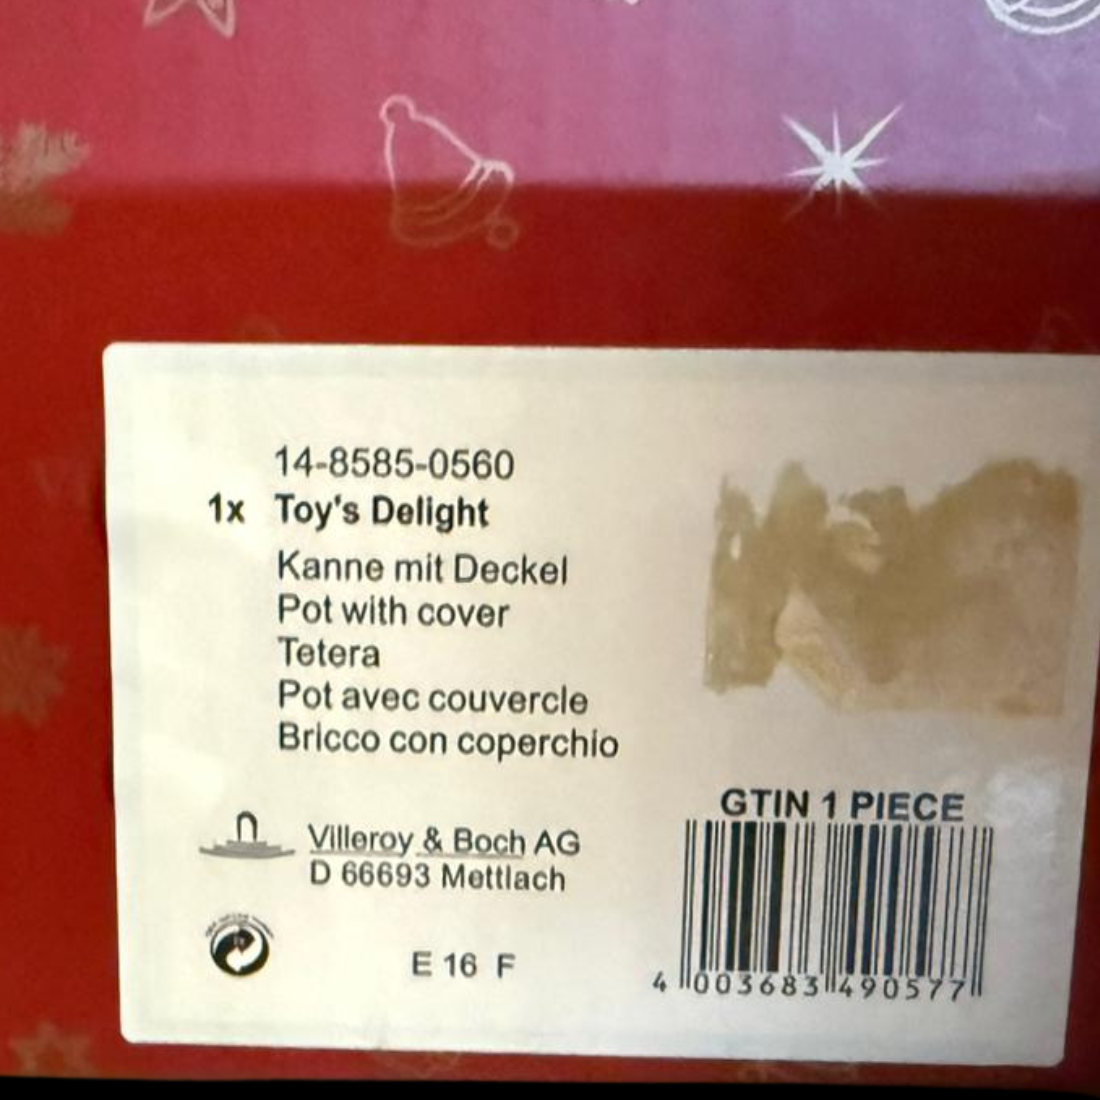 14-8585-0560
1x Toy's Delight
Kanne mit Deckel
Pot with cover
Tetera
Pot avec couvercle
Bricco con coperchio
GTIN 1 PIECE
Villeroy & Boch AG
D 66693 Mettlach
E 16 F
4 003683 490577